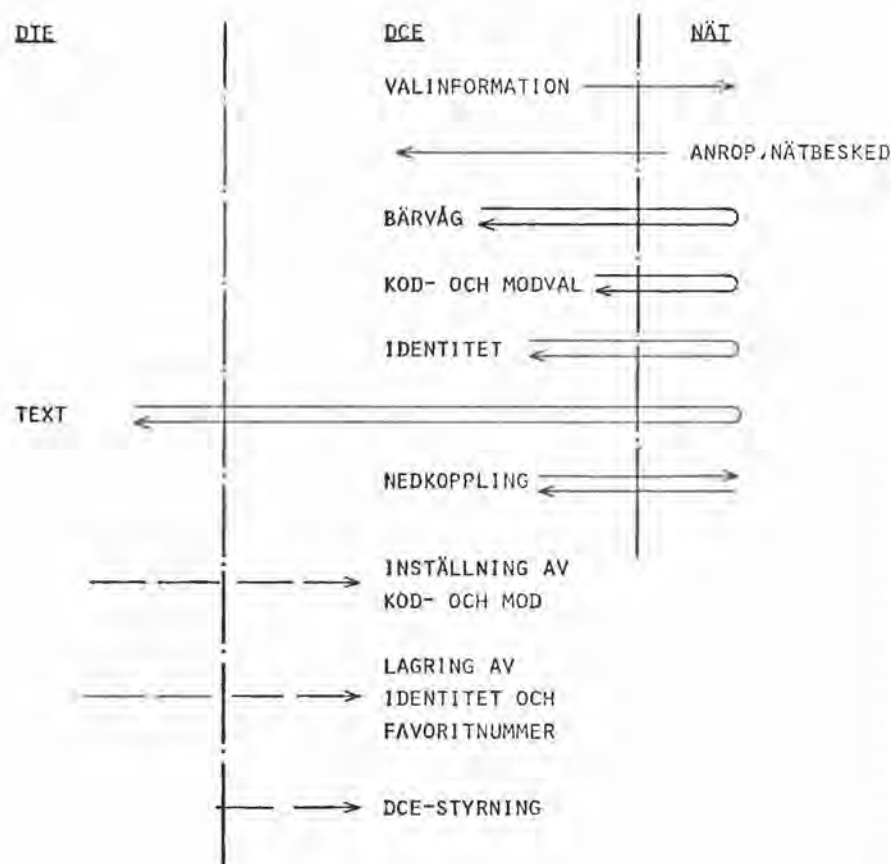 DTE DCE NÄT
VALINFORMATION
ANROP,NÄTBESKED
BÄRVÅG
KOD- OCH MODVAL
IDENTITET
TEXT
NEDKOPPLING
INSTÄLLNING AV
KOD- OCH MOD
LAGRING AV
IDENTITET OCH
FAVORITNUMMER
DCE-STYRNING